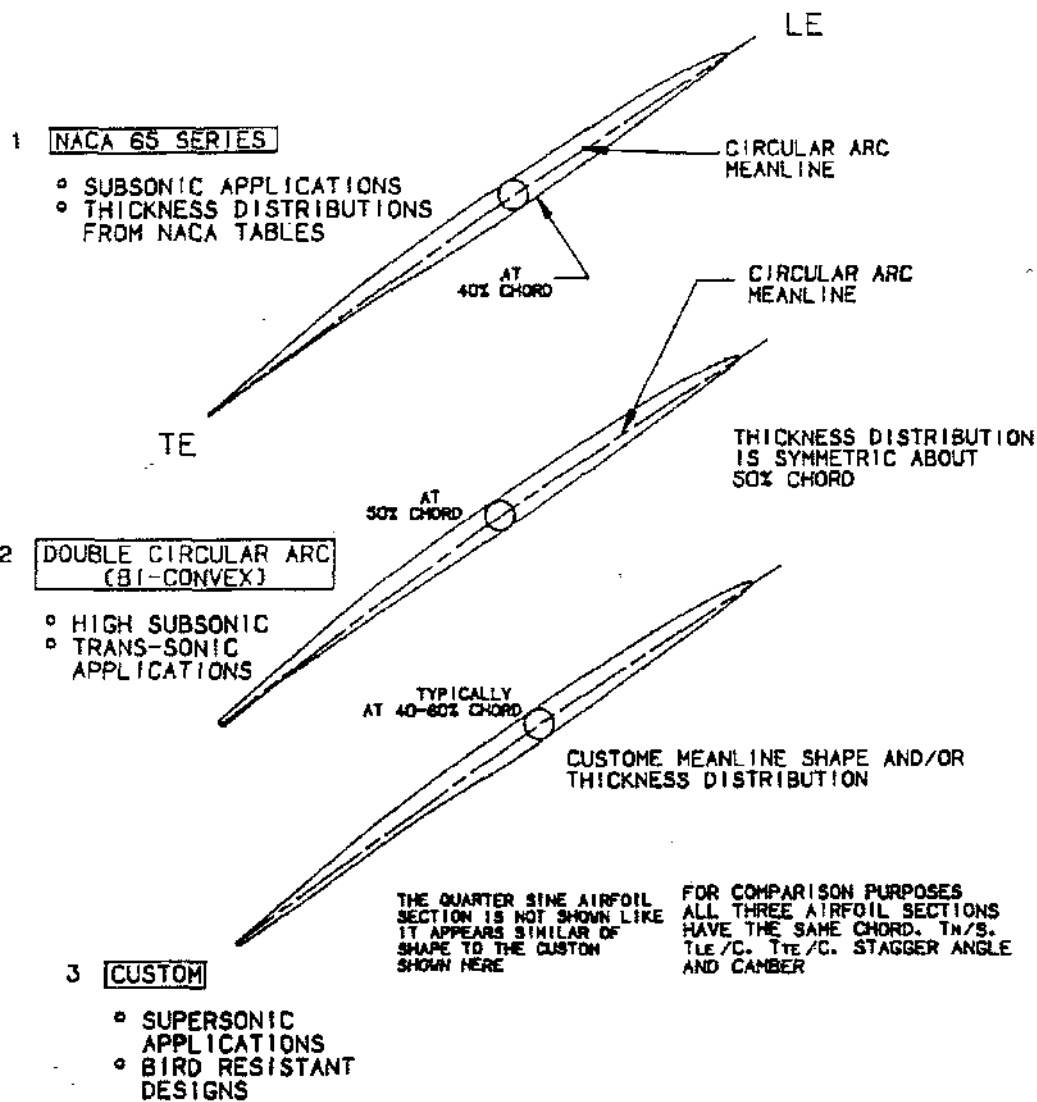 LE
1 NACA 65 SERIES
° SUBSONIC APPLICATIONS
° THICKNESS DISTRIBUTIONS
FROM NACA TABLES
CIRCULAR ARC
MEANLINE
AT
40% CHORD
CIRCULAR ARC
MEANLINE
TE
THICKNESS DISTRIBUTION
IS SYMMETRIC ABOUT
50% CHORD
AT
50% CHORD
2 DOUBLE CIRCULAR ARC
(BI-CONVEX)
° HIGH SUBSONIC
° TRANS-SONIC
APPLICATIONS
TYPICALLY
AT 40-60% CHORD
CUSTOME MEANLINE SHAPE AND/OR
THICKNESS DISTRIBUTION
THE QUARTER SINE AIRFOIL
SECTION IS NOT SHOWN LIKE
IT APPEARS SIMILAR OF
SHAPE TO THE CUSTOM
SHOWN HERE
FOR COMPARISON PURPOSES
ALL THREE AIRFOIL SECTIONS
HAVE THE SAME CHORD. TN/S.
TLE/C. TTE/C. STAGGER ANGLE
AND CAMBER
3 CUSTOM
° SUPERSONIC
APPLICATIONS
° BIRD RESISTANT
DESIGNS